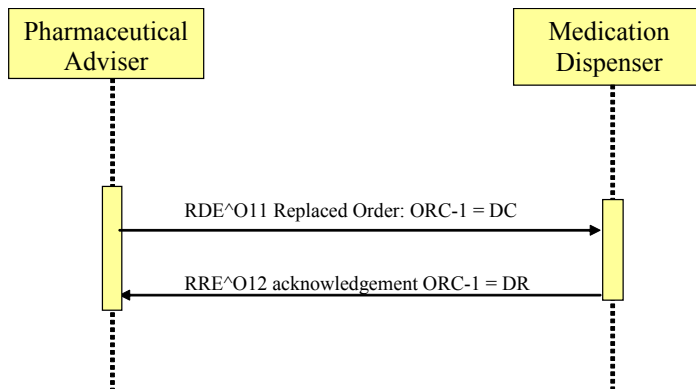 Pharmaceutical
Adviser
Medication
Dispenser
RDE^O11 Replaced Order: ORC-1 = DC
RRE^O12 acknowledgement ORC-1 = DR